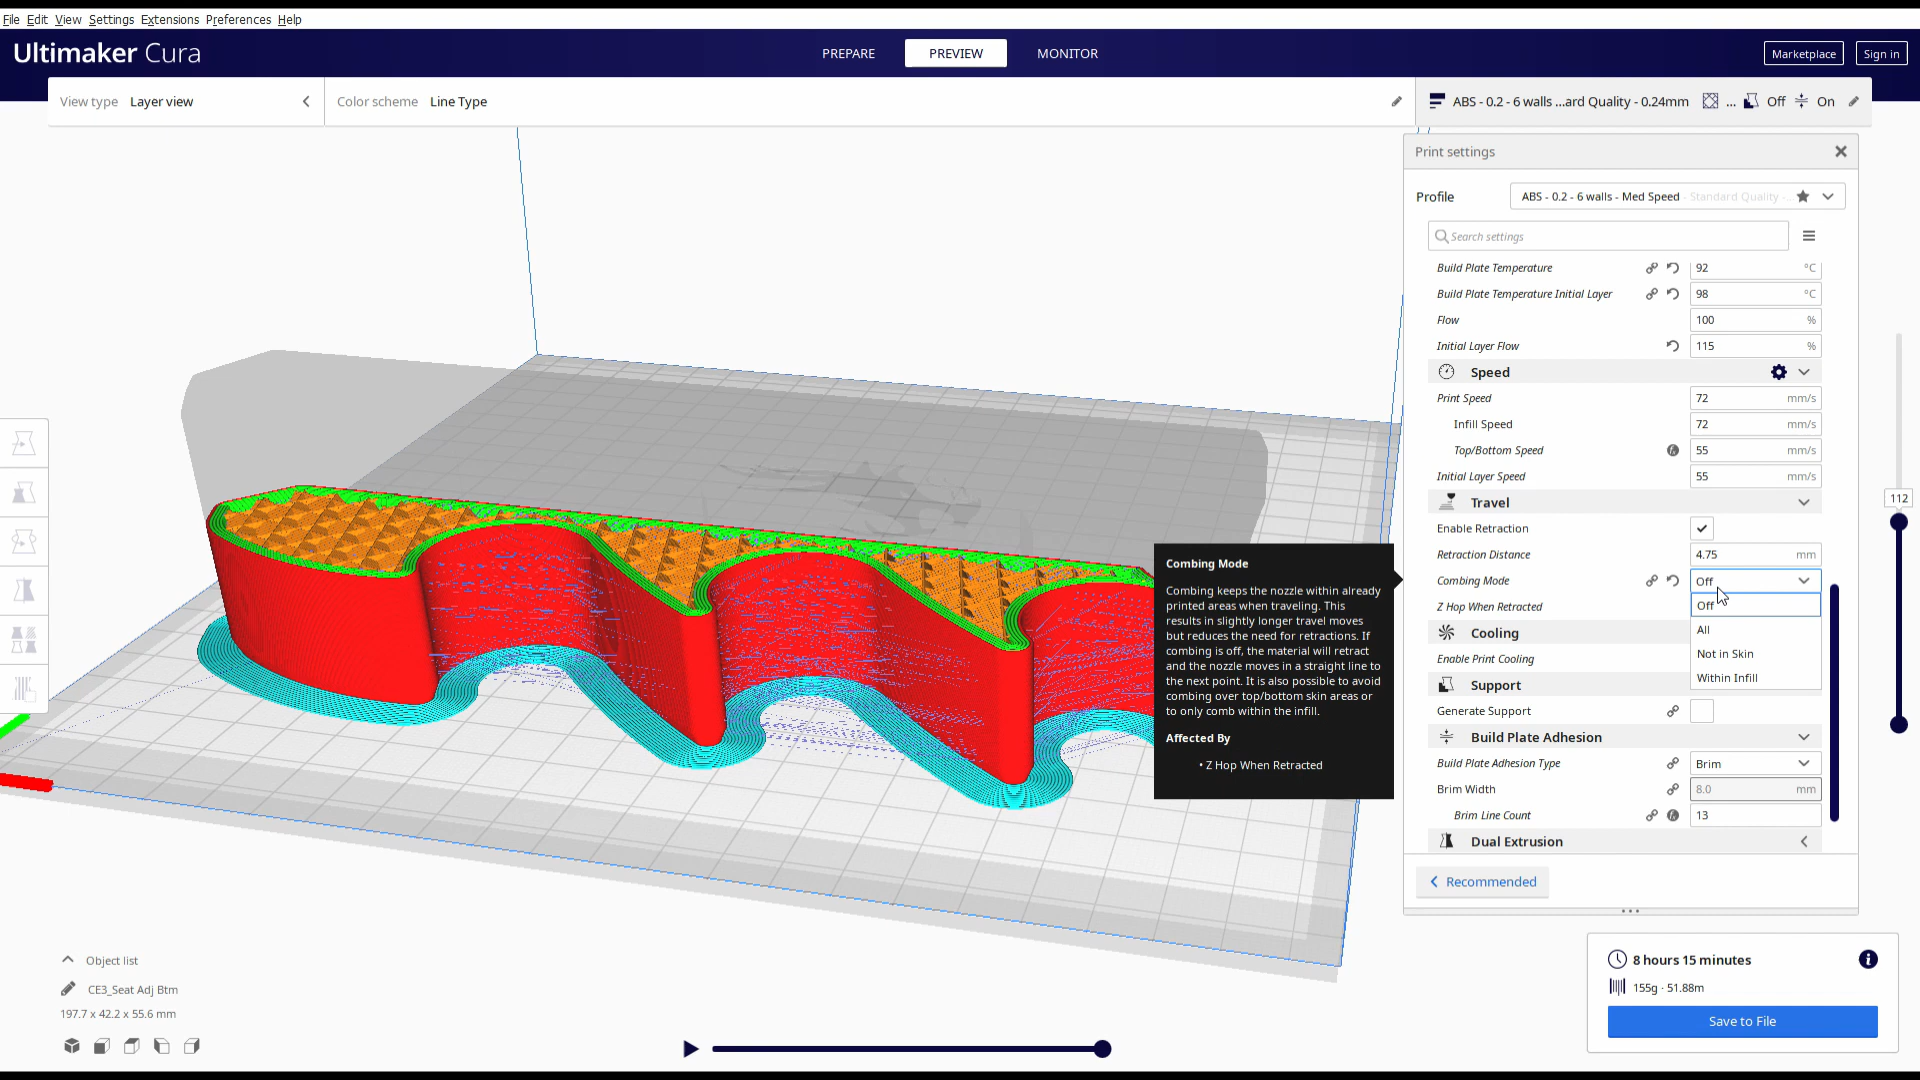 File Edit View Settings Extensions Preferences Help
Ultimaker Cura
PREPARE PREVIEW MONITOR
Marketplace Sign in
View type Layer view
Color scheme Line Type
ABS - 0.2 - 6 walls ...ard Quality - 0.24mm ... Off On
Print settings
Profile ABS - 0.2 - 6 walls - Med Speed - Standard Quality - ...
Search settings
Build Plate Temperature 92 °C
Build Plate Temperature Initial Layer 98 °C
Flow 100 %
Initial Layer Flow 115 %
Speed
Print Speed 72 mm/s
Infill Speed 72 mm/s
Top/Bottom Speed 55 mm/s
Initial Layer Speed 55 mm/s
Travel
112
Enable Retraction
Retraction Distance 4.75 mm
Combing Mode Off
Z Hop When Retracted
Off
All
Not in Skin
Within Infill
Cooling
Enable Print Cooling
Support
Generate Support
Build Plate Adhesion
Build Plate Adhesion Type Brim
Brim Width 8.0 mm
Brim Line Count 13
Dual Extrusion
Recommended
Combing Mode
Combing keeps the nozzle within already
printed areas when traveling. This
results in slightly longer travel moves
but reduces the need for retractions. If
combing is off, the material will retract
and the nozzle moves in a straight line to
the next point. It is also possible to avoid
combing over top/bottom skin areas or
to only comb within the infill.
Affected By
• Z Hop When Retracted
Object list
CE3_Seat Adj Btm
197.7 x 42.2 x 55.6 mm
8 hours 15 minutes
155g · 51.88m
Save to File